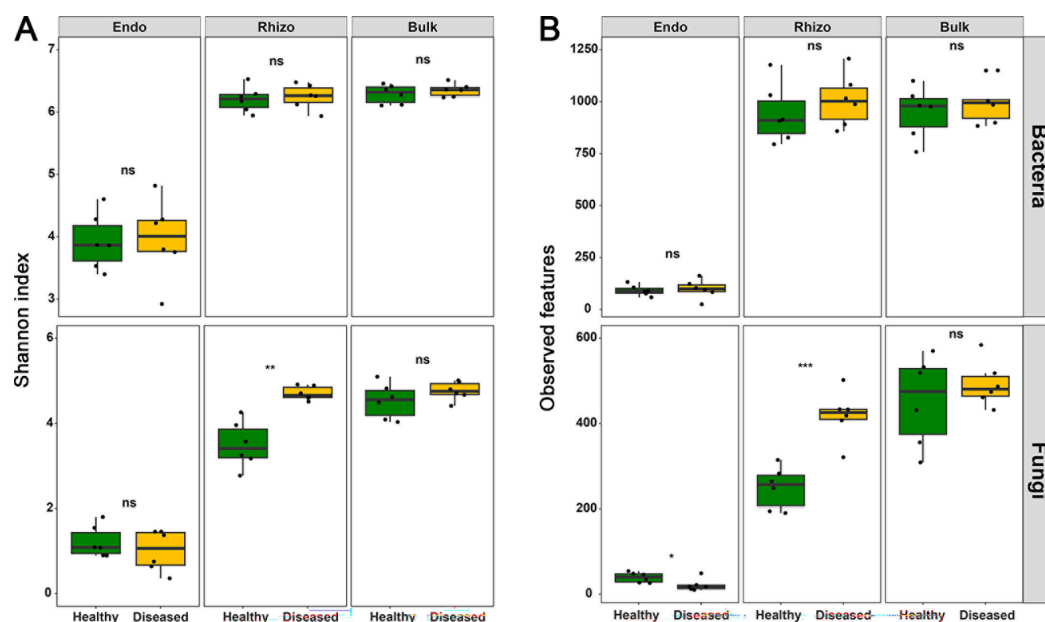 A
B
Endo Rhizo Bulk
Endo Rhizo Bulk
Shannon index
Observed features
7
6
5
4
3
ns
ns
ns
1250
1000
750
500
250
0
ns
ns
ns
Bacteria
6
4
2
0
ns
**
ns
600
400
200
0
*
***
ns
Fungi
Healthy Diseased Healthy Diseased Healthy Diseased
Healthy Diseased Healthy Diseased Healthy Diseased